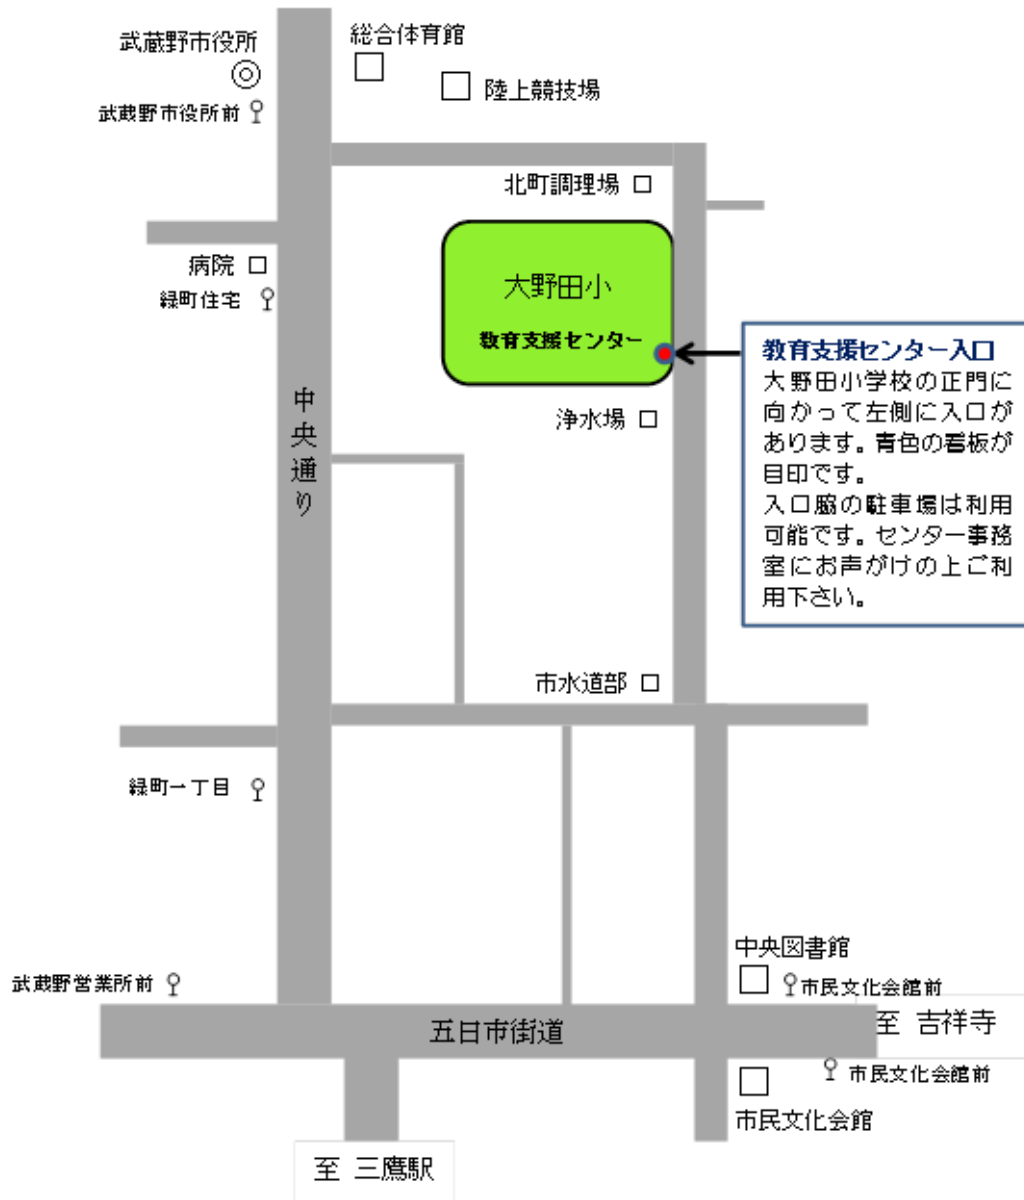 武蔵野市役所
総合体育館
陸上競技場
武蔵野市役所前
北町調理場
病院
緑町住宅
大野田小
教育支援センター
教育支援センター入口
大野田小学校の正門に
向かって左側に入口が
あります。青色の看板が
目印です。
入口脇の駐車場は利用
可能です。センター事務
室にお声がけの上ご利
用下さい。
中央通り
浄水場
市水道部
緑町一丁目
中央図書館
武蔵野営業所前
市民文化会館前
至 吉祥寺
五日市街道
市民文化会館前
市民文化会館
至 三鷹駅